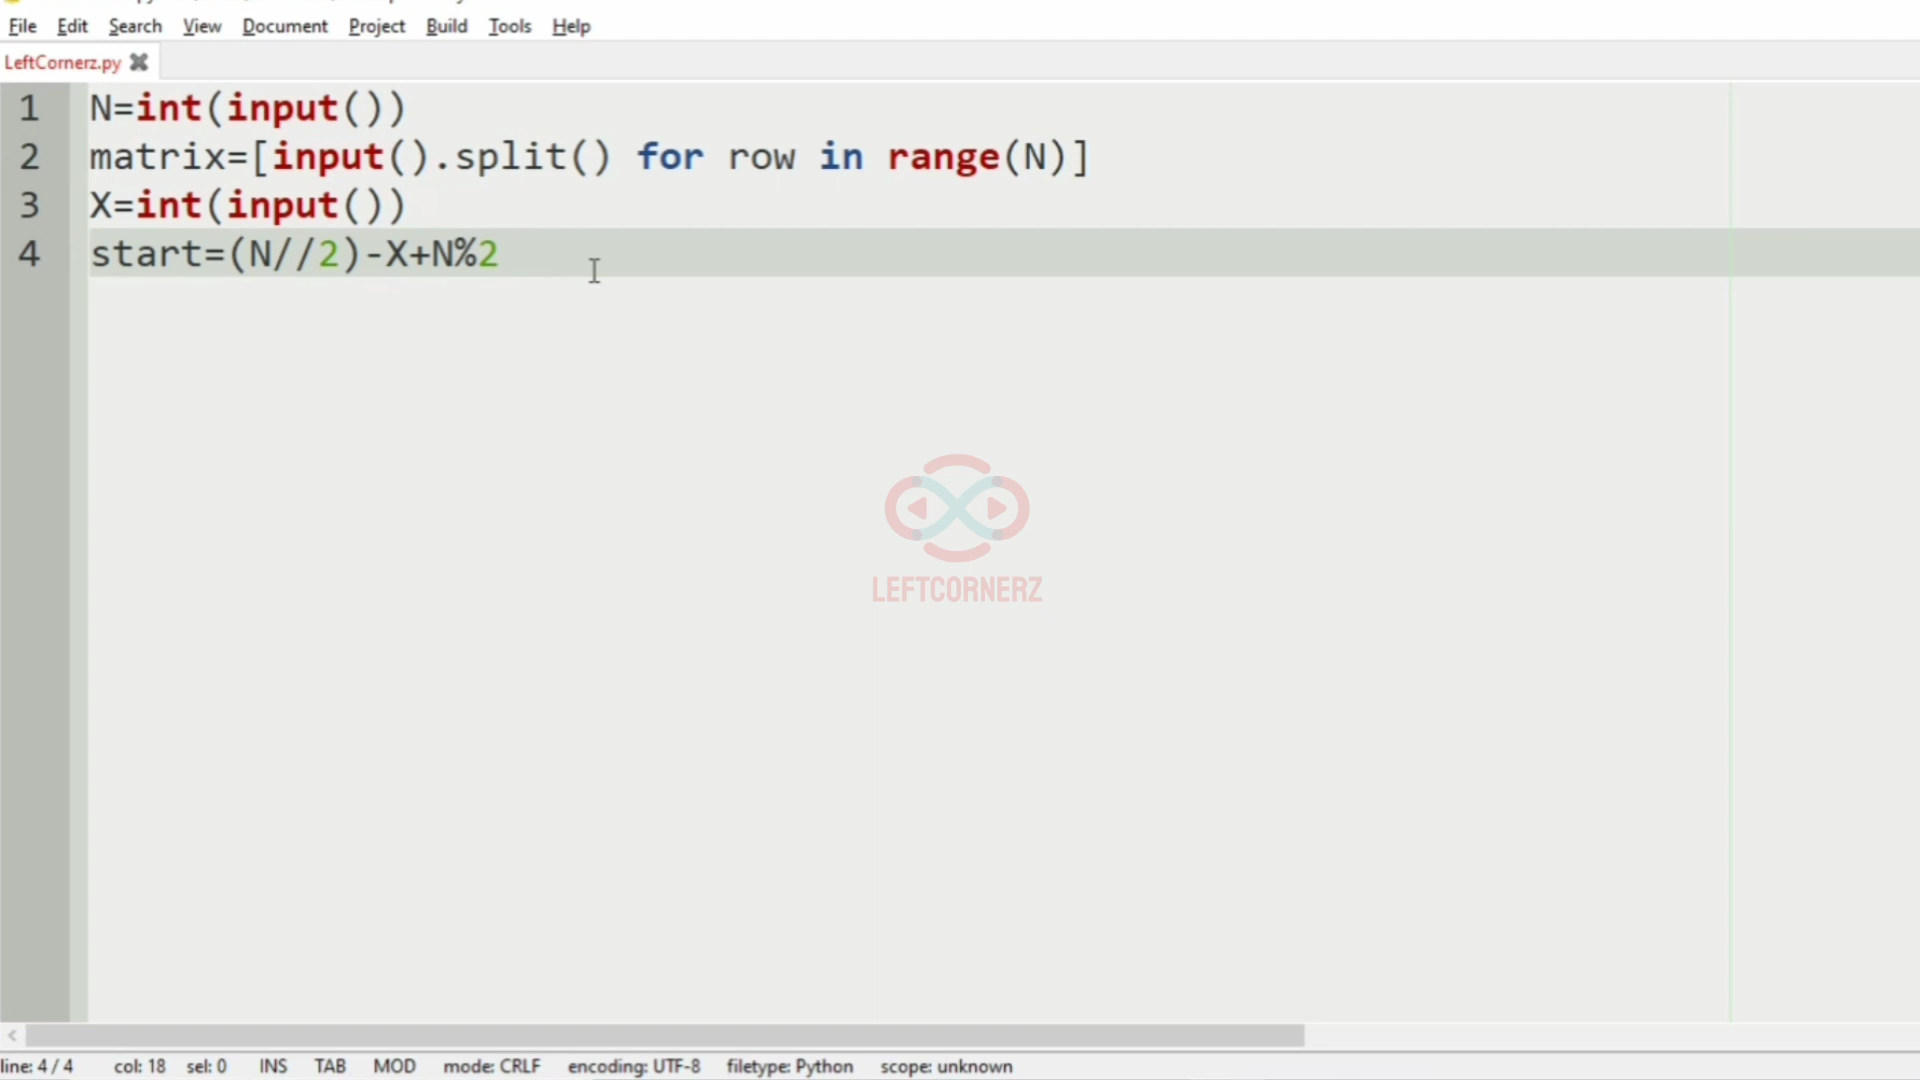 File Edit Search View Document Project Build Tools Help
LeftCornerz.py
1 N=int(input())
2 matrix=[input().split() for row in range(N)]
3 X=int(input())
4 start=(N//2)-X+N%2
LEFTCORNERZ
line: 4 / 4 col: 18 sel: 0 INS TAB MOD mode: CRLF encoding: UTF-8 filetype: Python scope: unknown